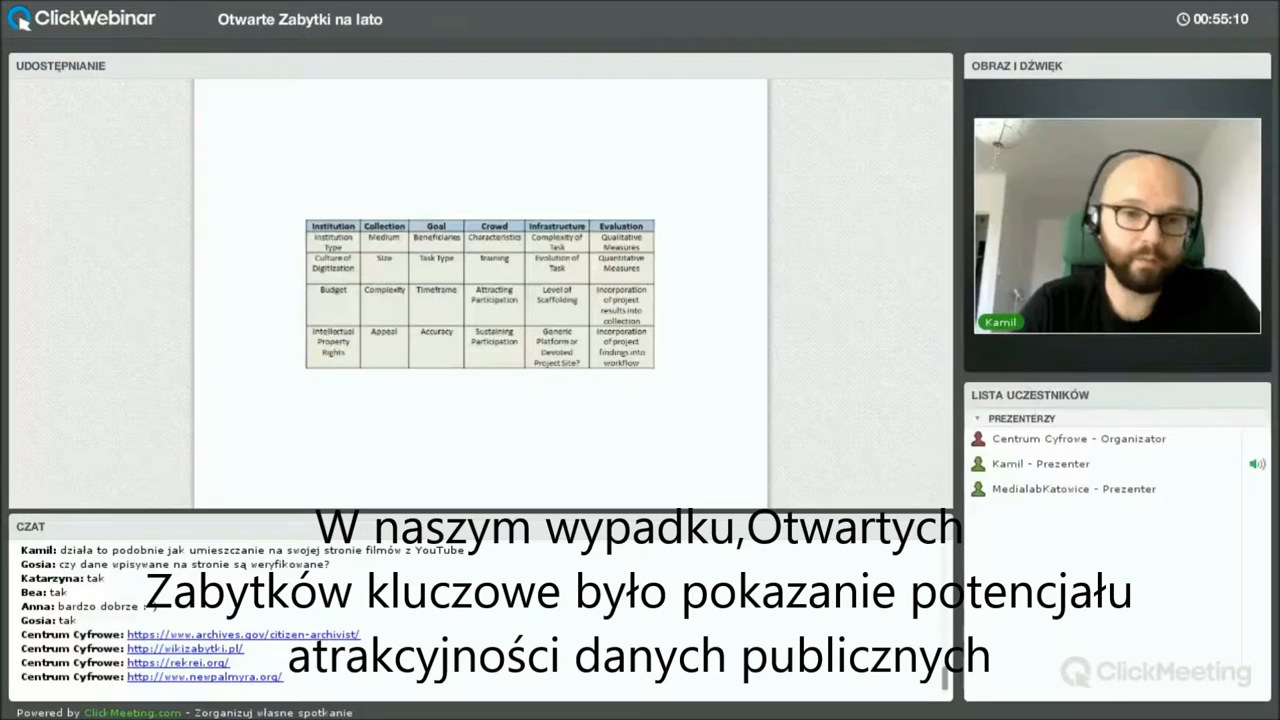 ClickWebinar
Otwarte Zabytki na lato
00:55:10
UDOSTĘPNIANIE
Institution Collection Goal Crowd Infrastructure Evaluation
Institution Type Medium Beneficiaries Characteristics Complexity of Task Qualitative Measures
Culture of Digitization Size Task Type Training Evolution of Task Quantitative Measures
Budget Complexity Timeframe Attracting Participation Level of Scaffolding Incorporation of project results into collection
Intellectual Property Rights Appeal Accuracy Sustaining Participation Generic Platform or Devoted Project Site? Incorporation of project findings into workflow
OBRAZ I DŹWIĘK
Kamil
LISTA UCZESTNIKÓW
PREZENTERZY
Centrum Cyfrowe - Organizator
Kamil - Prezenter
MedialabKatowice - Prezenter
CZAT
Kamil: działa to podobnie jak umieszczanie na swojej stronie filmów z YouTube
Gosia: czy dane wpisywane na stronie są weryfikowane?
Katarzyna: tak
Bea: tak
Anna: bardzo dobrze :)
Gosia: tak
Centrum Cyfrowe: https://www.archives.gov/citizen-archivist/
Centrum Cyfrowe: http://wikizabytki.pl/
Centrum Cyfrowe: https://rekrei.org/
Centrum Cyfrowe: http://www.newpalmyra.org/
W naszym wypadku,Otwartych
Zabytków kluczowe było pokazanie potencjału
atrakcyjności danych publicznych
ClickMeeting
Powered by ClickMeeting.com - Zorganizuj własne spotkanie